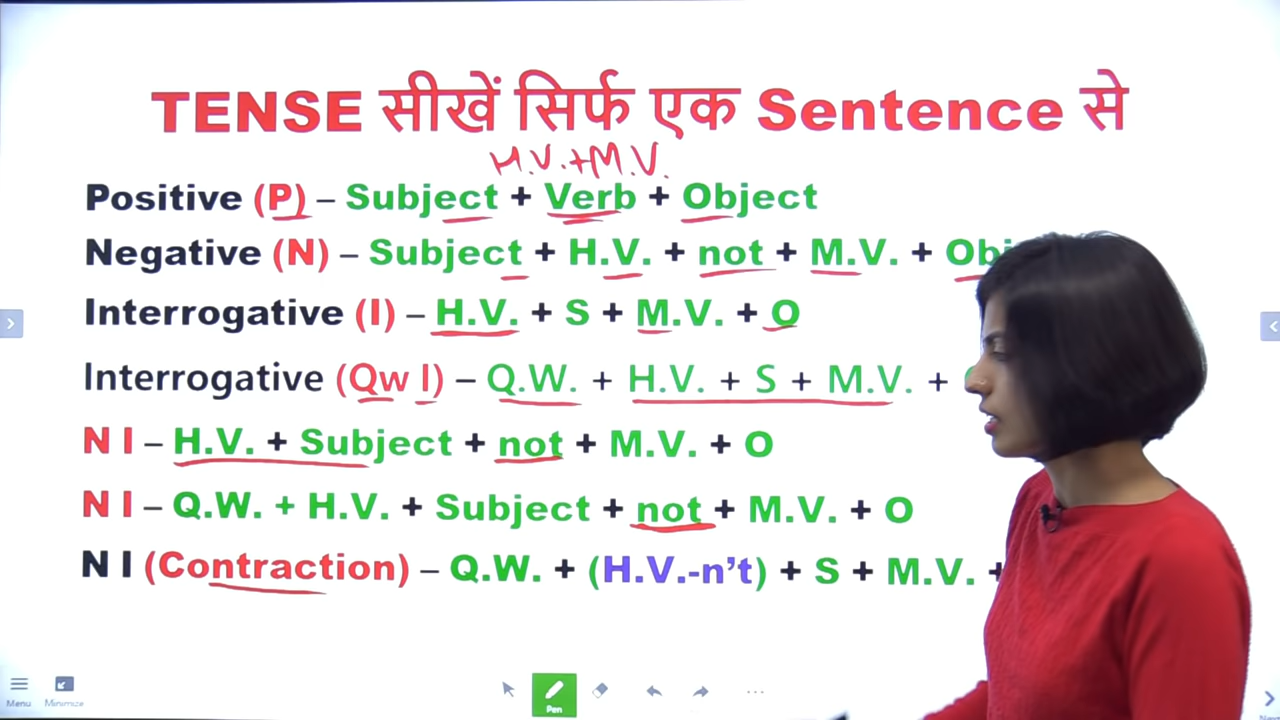 TENSE सीखें सिर्फ एक Sentence से
H.V.+M.V.
Positive (P) – Subject + Verb + Object
Negative (N) – Subject + H.V. + not + M.V. + Obj
Interrogative (I) – H.V. + S + M.V. + O
Interrogative (Qw I) – Q.W. + H.V. + S + M.V. +
N I – H.V. + Subject + not + M.V. + O
N I – Q.W. + H.V. + Subject + not + M.V. + O
N I (Contraction) – Q.W. + (H.V.-n't) + S + M.V. +
Menu Minimize Pen